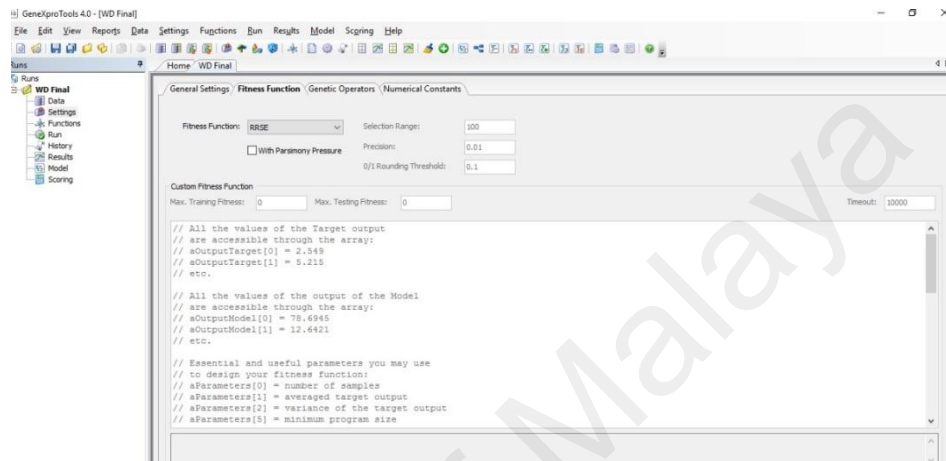 GeneXproTools 4.0 - [WD Final]
File Edit View Reports Data Settings Functions Run Results Model Scoring Help
Runs
Home WD Final
Runs
WD Final
Data
Settings
Functions
Run
History
Results
Model
Scoring
General Settings Fitness Function Genetic Operators Numerical Constants
Fitness Function: RRSE Selection Range: 100
With Parsimony Pressure Precision: 0.01
0/1 Rounding Threshold: 0.1
Custom Fitness Function
Max. Training Fitness: 0 Max. Testing Fitness: 0 Timeout: 10000
// All the values of the Target output
// are accessible through the array:
// aOutputTarget[0] = 2.549
// aOutputTarget[1] = 5.215
// etc.
// All the values of the output of the Model
// are accessible through the array:
// aOutputModel[0] = 78.6945
// aOutputModel[1] = 12.6421
// etc.
// Essential and useful parameters you may use
// to design your fitness function:
// aParameters[0] = number of samples
// aParameters[1] = averaged target output
// aParameters[2] = variance of the target output
// aParameters[5] = minimum program size
Malaya